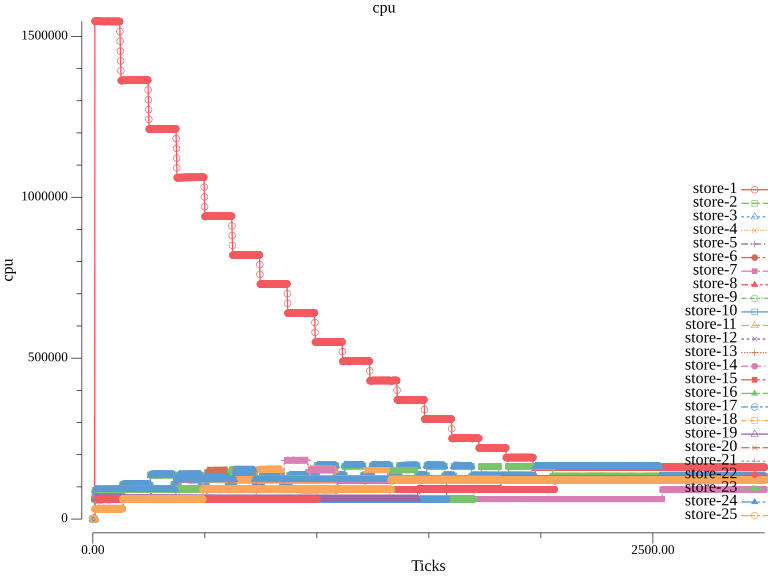 cpu
1500000
1000000
500000
0
cpu
0.00
2500.00
Ticks
store-1
store-2
store-3
store-4
store-5
store-6
store-7
store-8
store-9
store-10
store-11
store-12
store-13
store-14
store-15
store-16
store-17
store-18
store-19
store-20
store-21
store-22
store-23
store-24
store-25